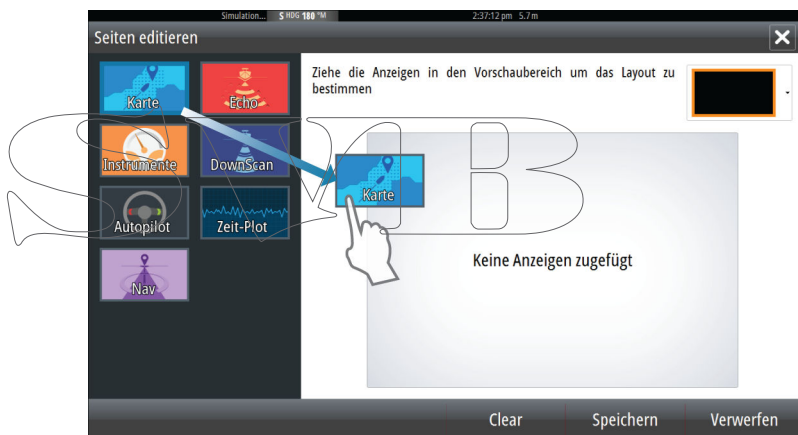 Simulation... S HDG 180 °M 2:37:12 pm 5.7 m
Seiten editieren
Ziehe die Anzeigen in den Vorschaubereich um das Layout zu
bestimmen
Karte Echo
Instrumente DownScan
Karte
Autopilot Zeit-Plot
Keine Anzeigen zugefügt
Nav
Clear Speichern Verwerfen